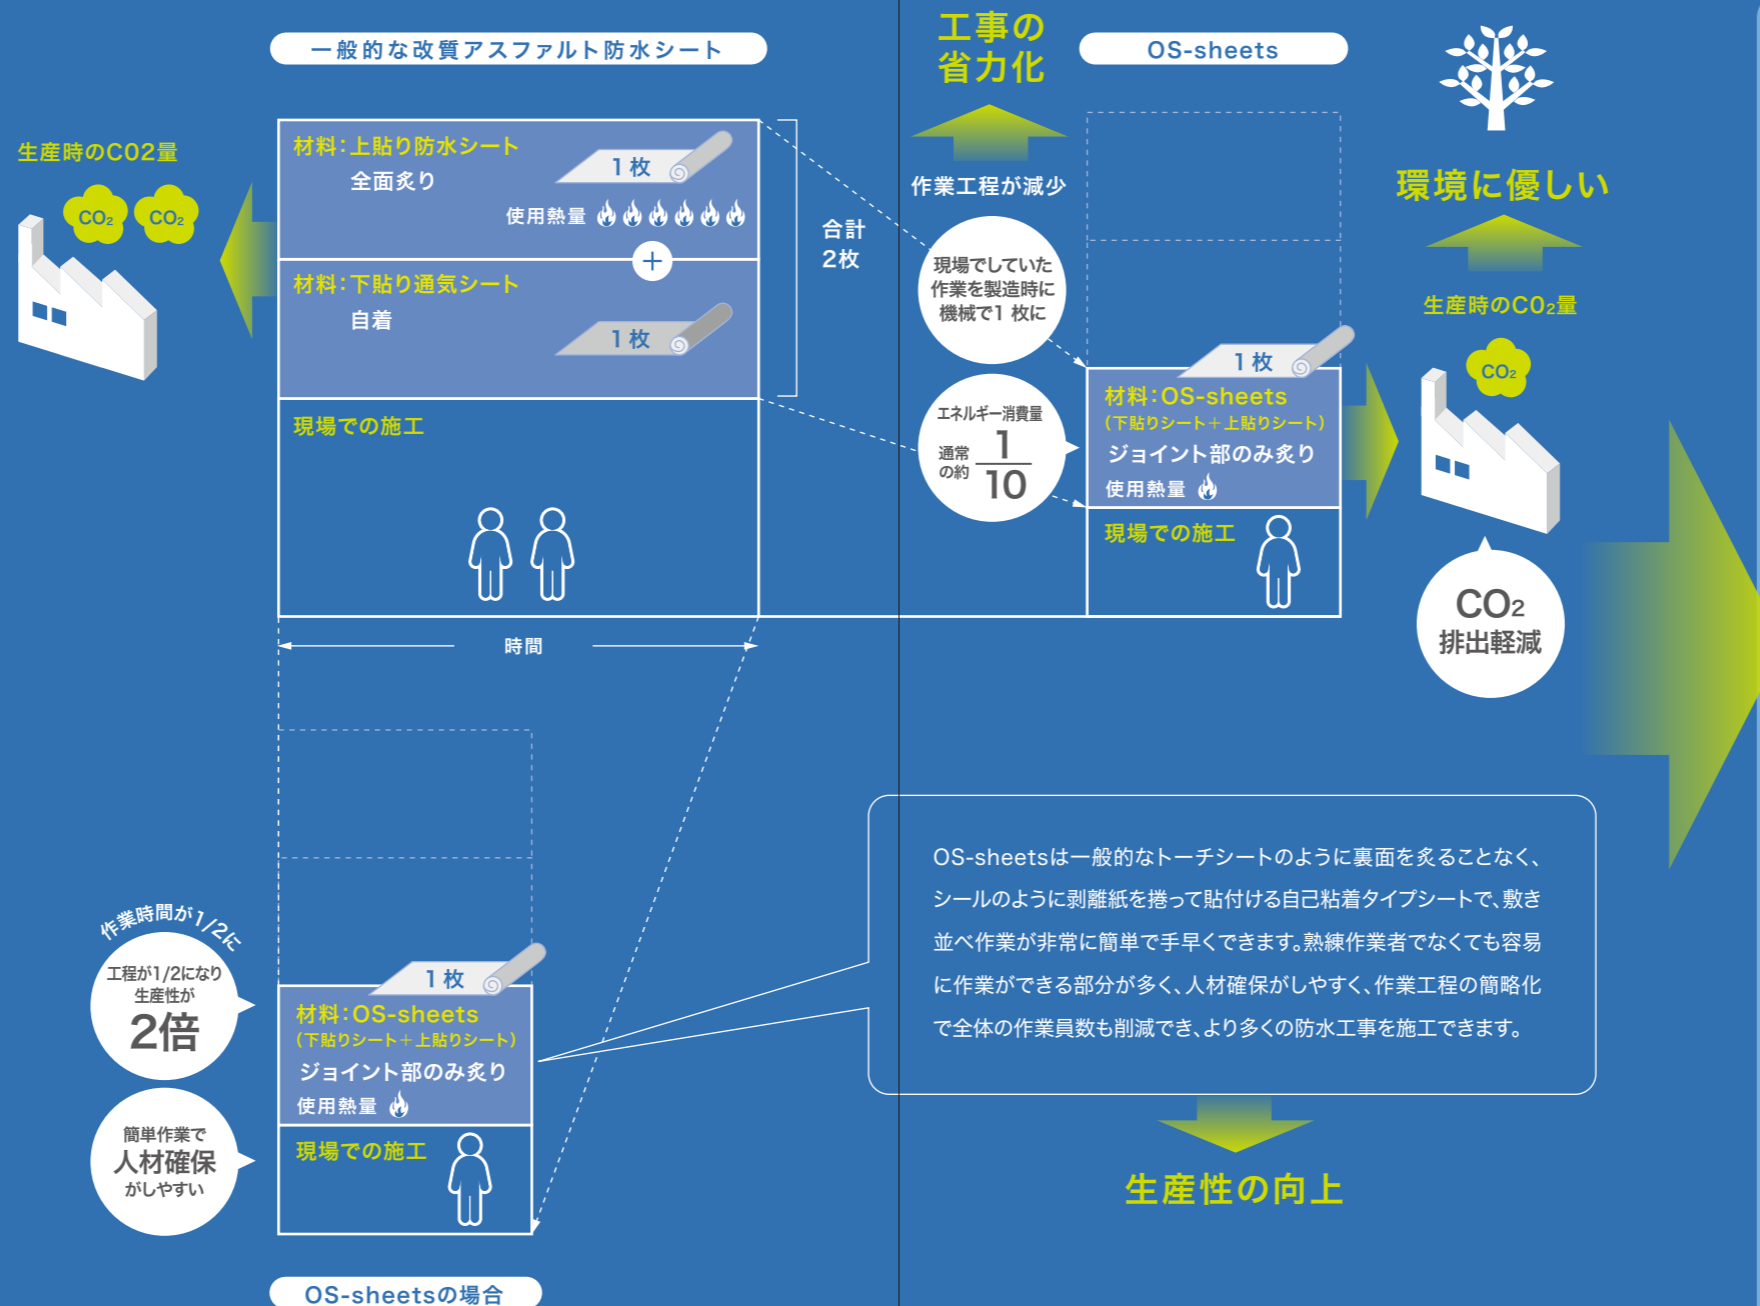 一般的な改質アスファルト防水シート
生産時のCO2量
CO₂
CO₂
材料：上貼り防水シート
全面炙り
1枚
使用熱量
+
材料：下貼り通気シート
自着
1枚
合計
2枚
現場での施工
時間
工事の
省力化
作業工程が減少
現場でしていた
作業を製造時に
機械で1枚に
エネルギー消費量
通常
の約
1
10
OS-sheets
1枚
材料：OS-sheets
（下貼りシート＋上貼りシート）
ジョイント部のみ炙り
使用熱量
現場での施工
環境に優しい
生産時のCO₂量
CO₂
CO₂
排出軽減
作業時間が1/2に
工程が1/2になり
生産性が
2倍
簡単作業で
人材確保
がしやすい
1枚
材料：OS-sheets
（下貼りシート＋上貼りシート）
ジョイント部のみ炙り
使用熱量
現場での施工
OS-sheetsの場合
OS-sheetsは一般的なトーチシートのように裏面を炙ることなく、
シールのように剥離紙を捲って貼付ける自己粘着タイプシートで、敷き
並べ作業が非常に簡単で手早くできます。熟練作業者でなくても容易
に作業ができる部分が多く、人材確保がしやすく、作業工程の簡略化
で全体の作業員数も削減でき、より多くの防水工事を施工できます。
生産性の向上